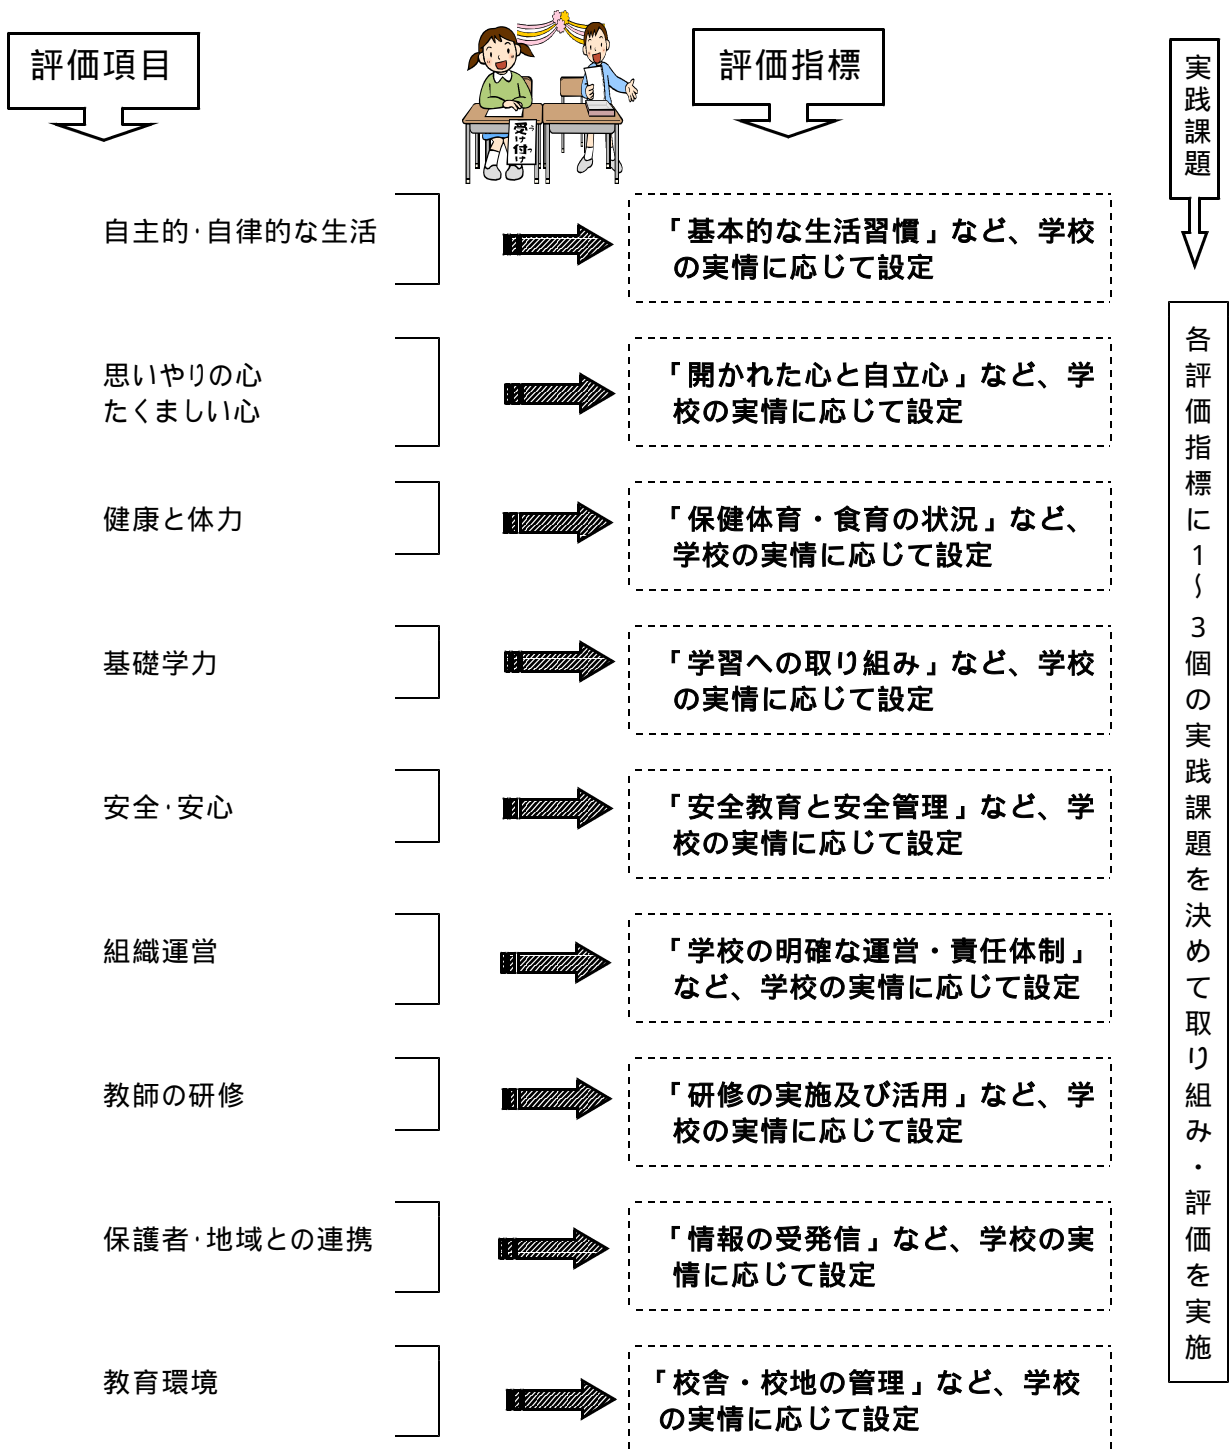 評価項目
受け付け
評価指標
実践課題
自主的・自律的な生活
「基本的な生活習慣」など、学校
の実情に応じて設定
思いやりの心
たくましい心
「開かれた心と自立心」など、学
校の実情に応じて設定
健康と体力
「保健体育・食育の状況」など、
学校の実情に応じて設定
基礎学力
「学習への取り組み」など、学校
の実情に応じて設定
安全・安心
「安全教育と安全管理」など、学
校の実情に応じて設定
組織運営
「学校の明確な運営・責任体制」
など、学校の実情に応じて設定
教師の研修
「研修の実施及び活用」など、学
校の実情に応じて設定
保護者・地域との連携
「情報の受発信」など、学校の実
情に応じて設定
教育環境
「校舎・校地の管理」など、学校
の実情に応じて設定
各評価指標に1~3個の実践課題を決めて取り組み・評価を実施